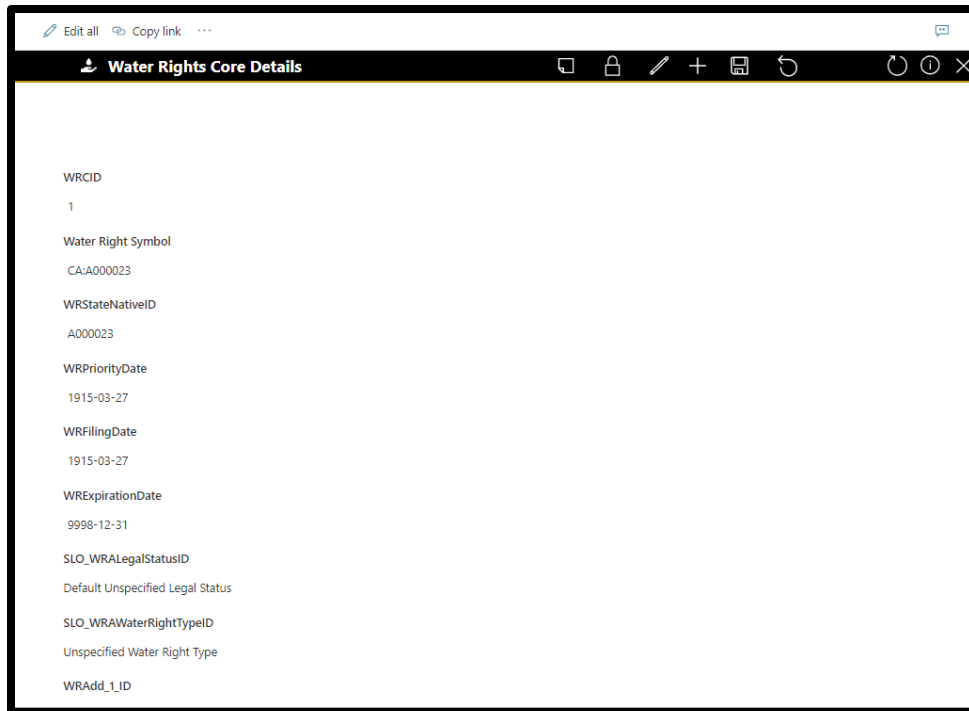 Edit all Copy link ···
Water Rights Core Details
WRCID
1
Water Right Symbol
CA:A000023
WRStateNativeID
A000023
WRPriorityDate
1915-03-27
WRFilingDate
1915-03-27
WRExpirationDate
9998-12-31
SLO_WRALegalStatusID
Default Unspecified Legal Status
SLO_WRAWaterRightTypeID
Unspecified Water Right Type
WRAdd_1_ID